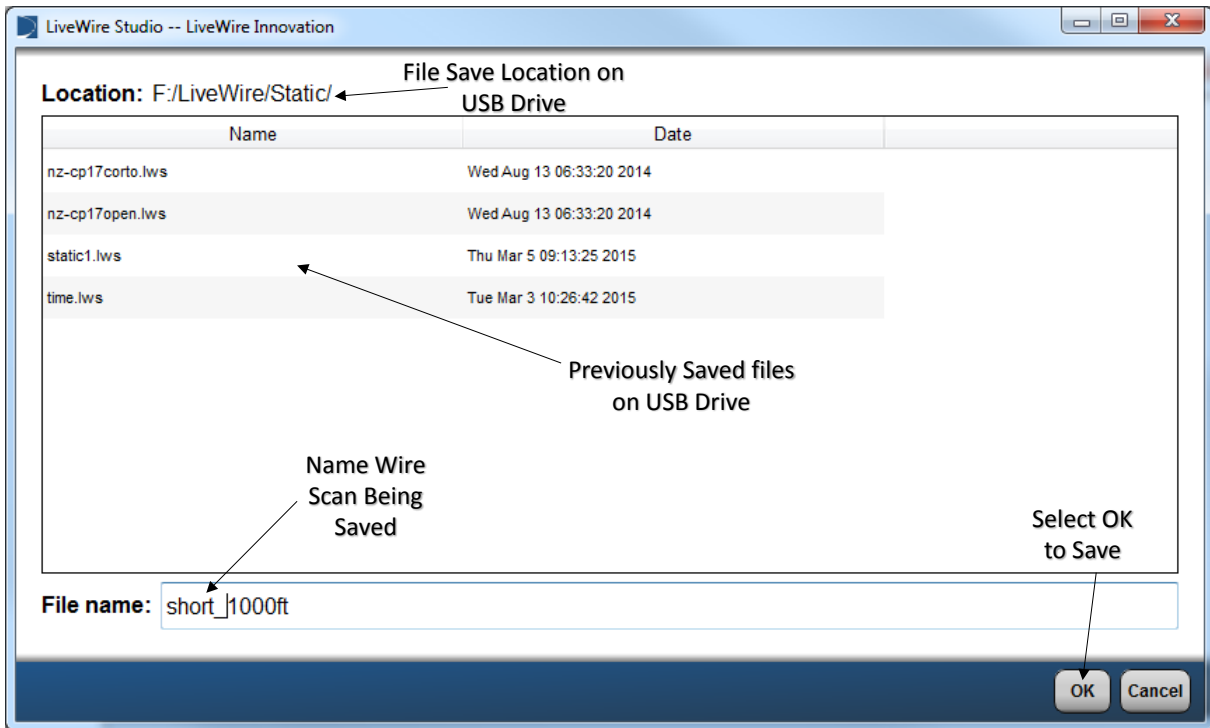 LiveWire Studio -- LiveWire Innovation
File Save Location on
USB Drive
Location: F:/LiveWire/Static/
Name Date
nz-cp17corto.lws Wed Aug 13 06:33:20 2014
nz-cp17open.lws Wed Aug 13 06:33:20 2014
static1.lws Thu Mar 5 09:13:25 2015
time.lws Tue Mar 3 10:26:42 2015
Previously Saved files
on USB Drive
Name Wire
Scan Being
Saved
Select OK
to Save
File name: short_1000ft
OK Cancel